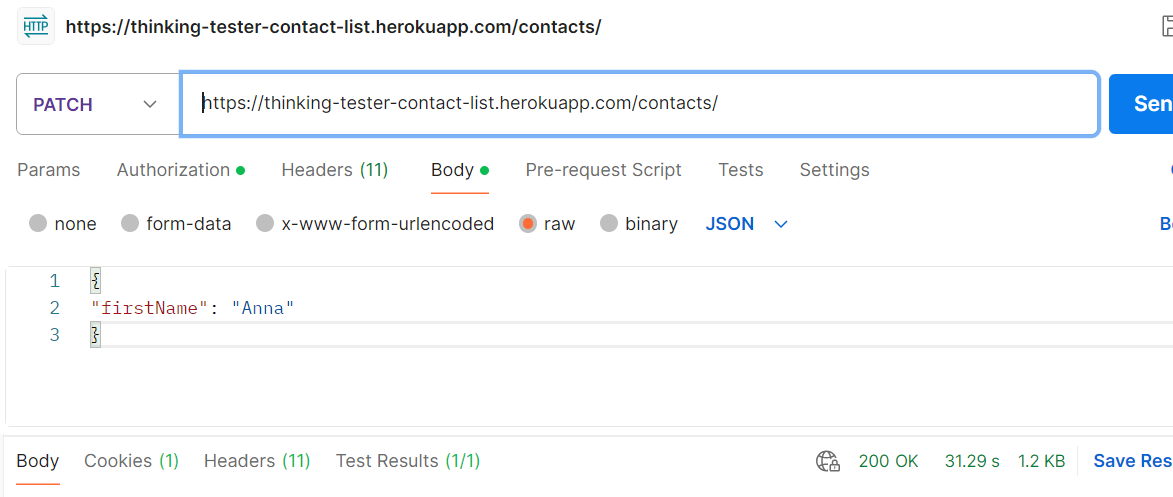 HTTP https://thinking-tester-contact-list.herokuapp.com/contacts/
PATCH https://thinking-tester-contact-list.herokuapp.com/contacts/ Sen
Params Authorization Headers (11) Body Pre-request Script Tests Settings
none form-data x-www-form-urlencoded raw binary JSON Be
1 {
2 "firstName": "Anna"
3 }
Body Cookies (1) Headers (11) Test Results (1/1) 200 OK 31.29 s 1.2 KB Save Res